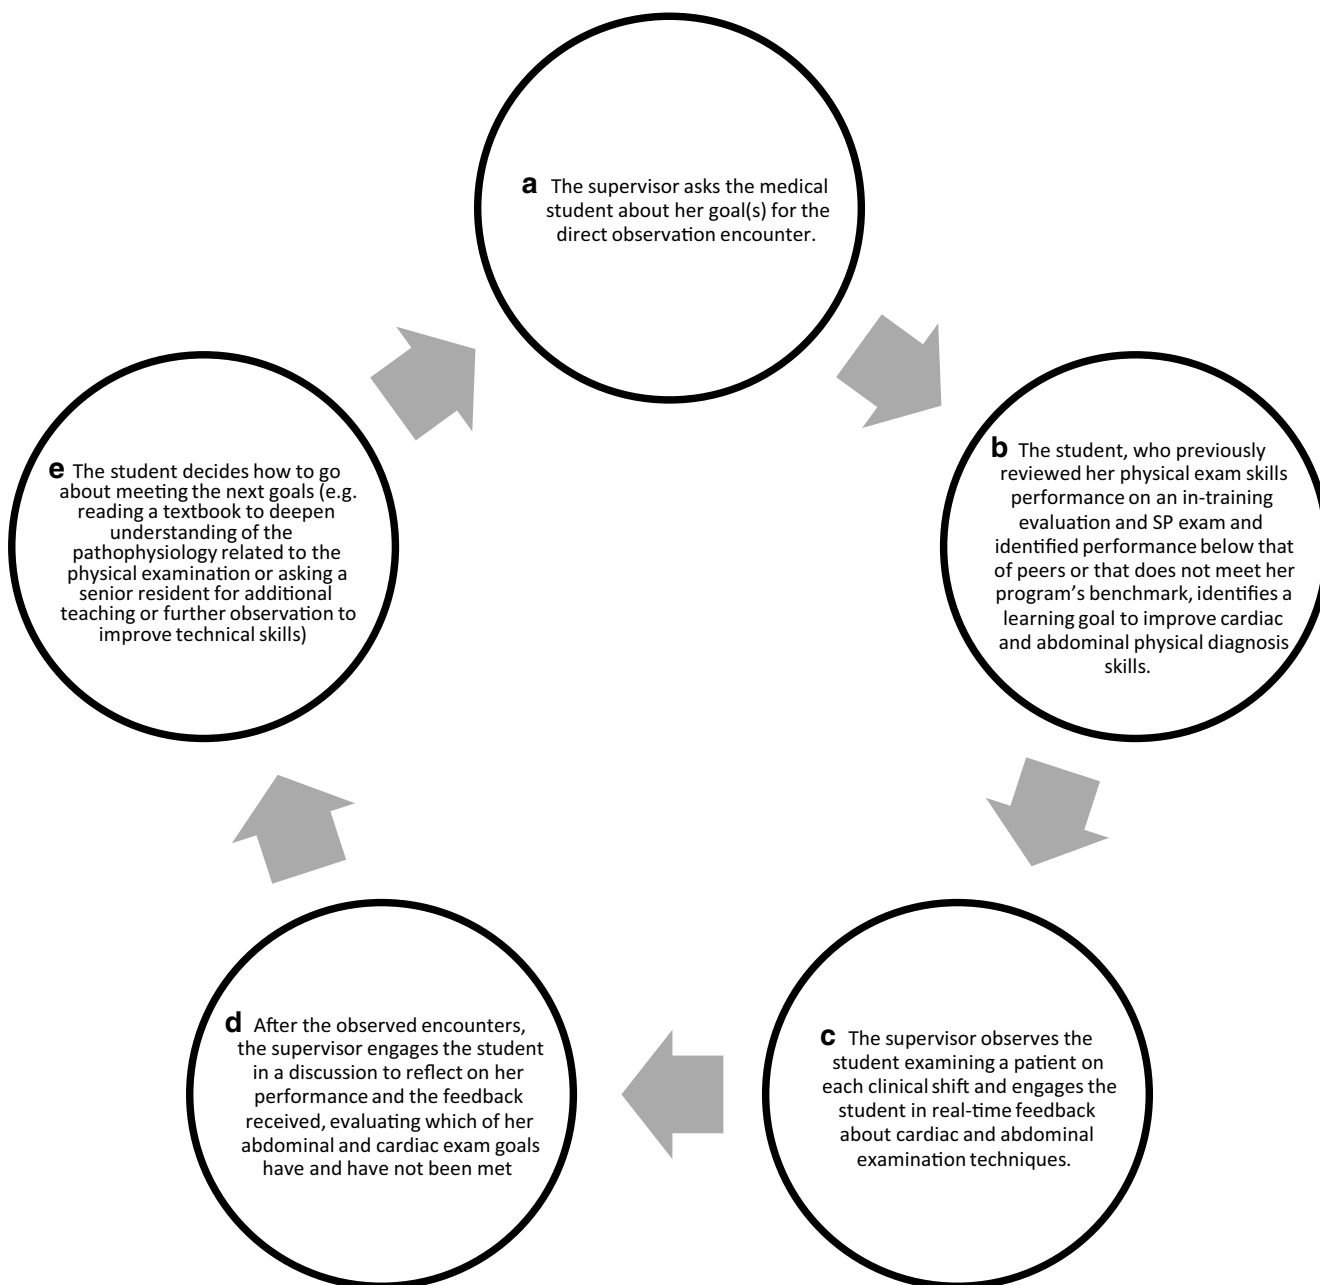 a The supervisor asks the medical
student about her goal(s) for the
direct observation encounter.
b The student, who previously
reviewed her physical exam skills
performance on an in-training
evaluation and SP exam and
identified performance below that
of peers or that does not meet her
program’s benchmark, identifies a
learning goal to improve cardiac
and abdominal physical diagnosis
skills.
c The supervisor observes the
student examining a patient on
each clinical shift and engages the
student in real-time feedback
about cardiac and abdominal
examination techniques.
d After the observed encounters,
the supervisor engages the student
in a discussion to reflect on her
performance and the feedback
received, evaluating which of her
abdominal and cardiac exam goals
have and have not been met
e The student decides how to go
about meeting the next goals (e.g.
reading a textbook to deepen
understanding of the
pathophysiology related to the
physical examination or asking a
senior resident for additional
teaching or further observation to
improve technical skills)